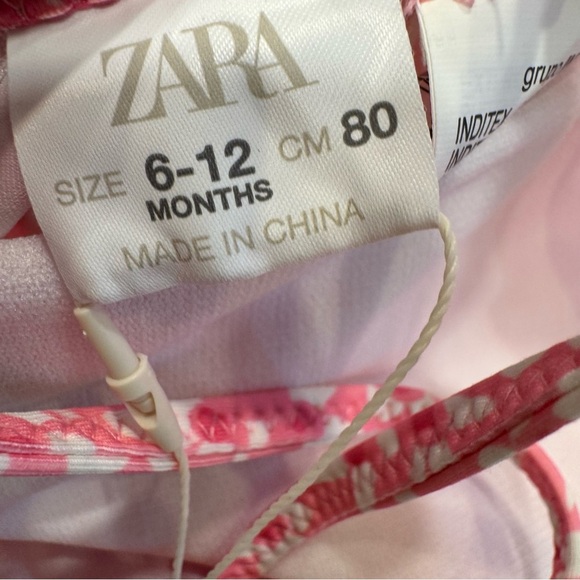 ZARA
SIZE 6-12 MONTHS CM 80
MADE IN CHINA
INDITEX